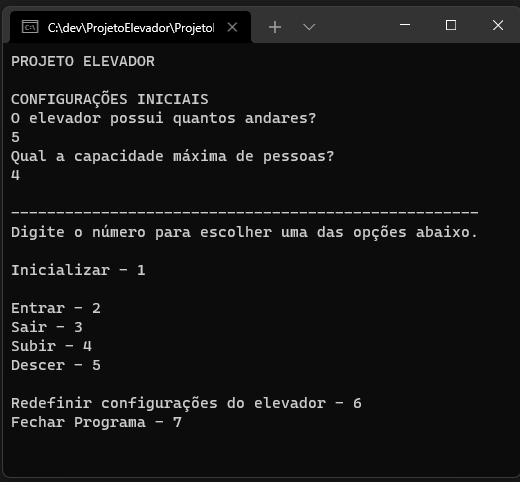 C:\dev\ProjetoElevador\Projeto
PROJETO ELEVADOR
CONFIGURAÇÕES INICIAIS
O elevador possui quantos andares?
5
Qual a capacidade máxima de pessoas?
4
----------------------------------------------------
Digite o número para escolher uma das opções abaixo.
Inicializar - 1
Entrar - 2
Sair - 3
Subir - 4
Descer - 5
Redefinir configurações do elevador - 6
Fechar Programa - 7